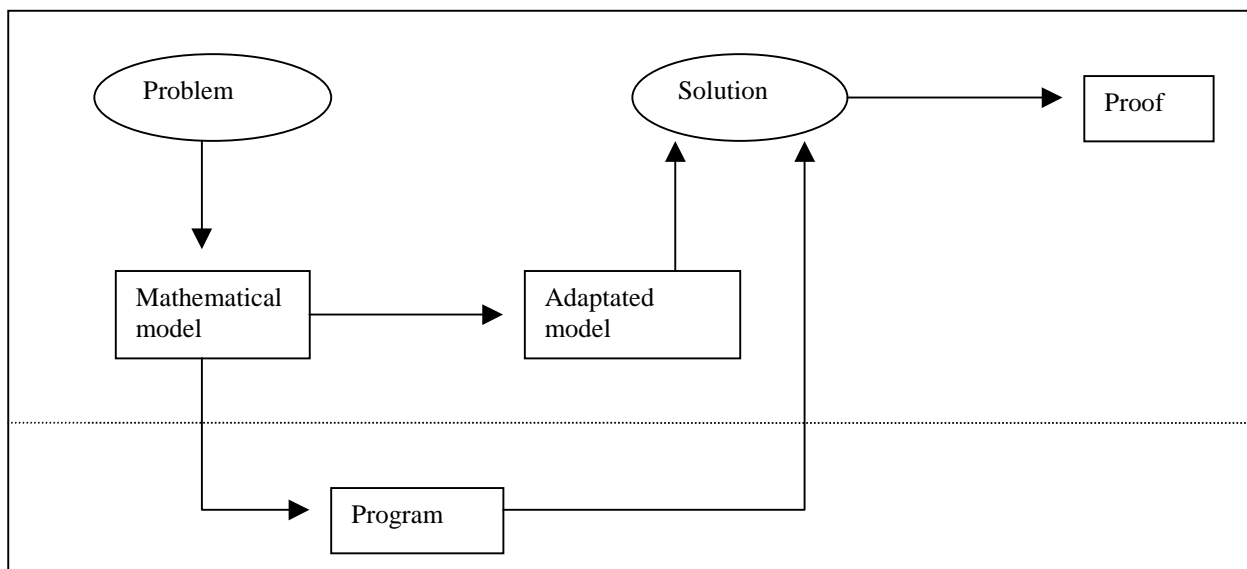 Problem
Solution
Proof
Mathematical
model
Adaptated
model
Program